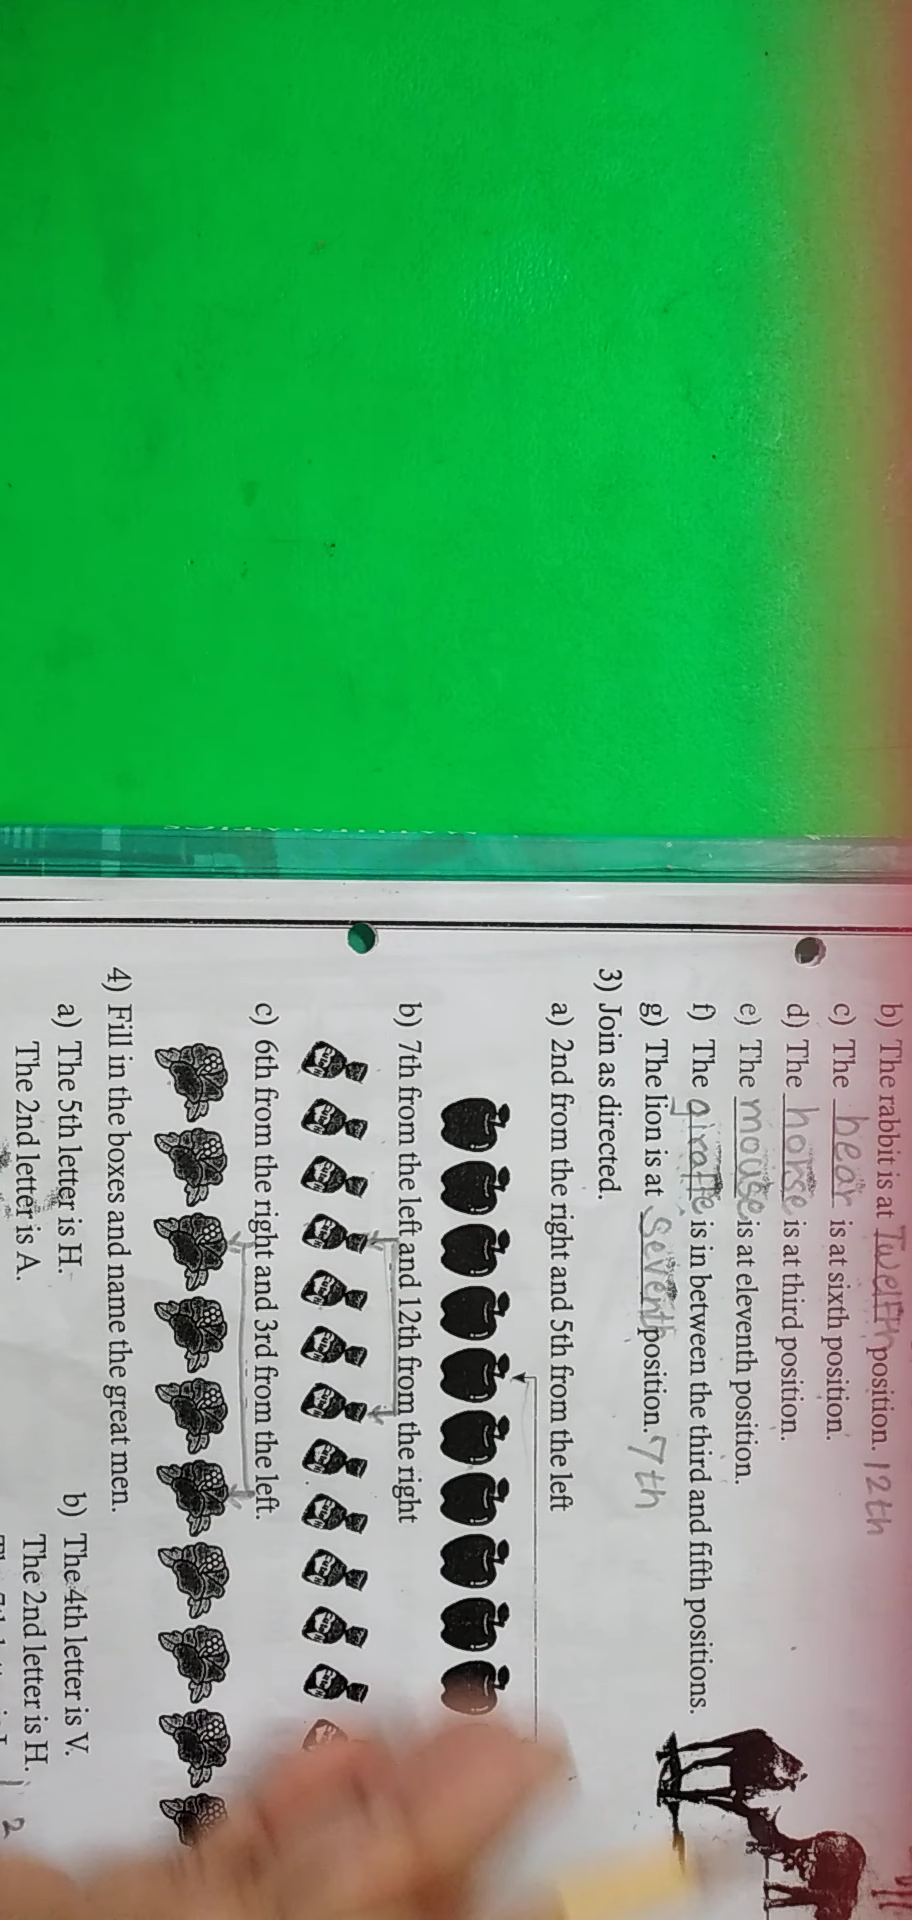 b) The rabbit is at Twelfth position. 12th
c) The bear is at sixth position.
d) The horse is at third position.
e) The mouse is at eleventh position.
f) The giraffe is in between the third and fifth positions.
g) The lion is at Seventh position. 7th
3) Join as directed.
a) 2nd from the right and 5th from the left
b) 7th from the left and 12th from the right
c) 6th from the right and 3rd from the left.
4) Fill in the boxes and name the great men.
a) The 5th letter is H.
The 2nd letter is A.
b) The 4th letter is V.
The 2nd letter is H.
1 2